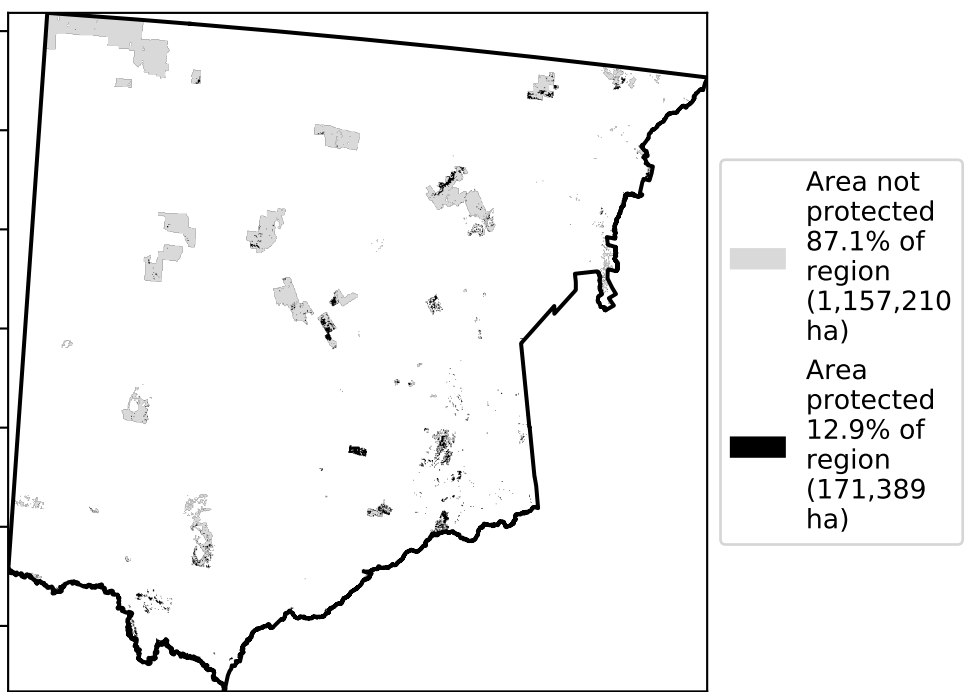 Area not
protected
87.1% of
region
(1,157,210
ha)
Area
protected
12.9% of
region
(171,389
ha)